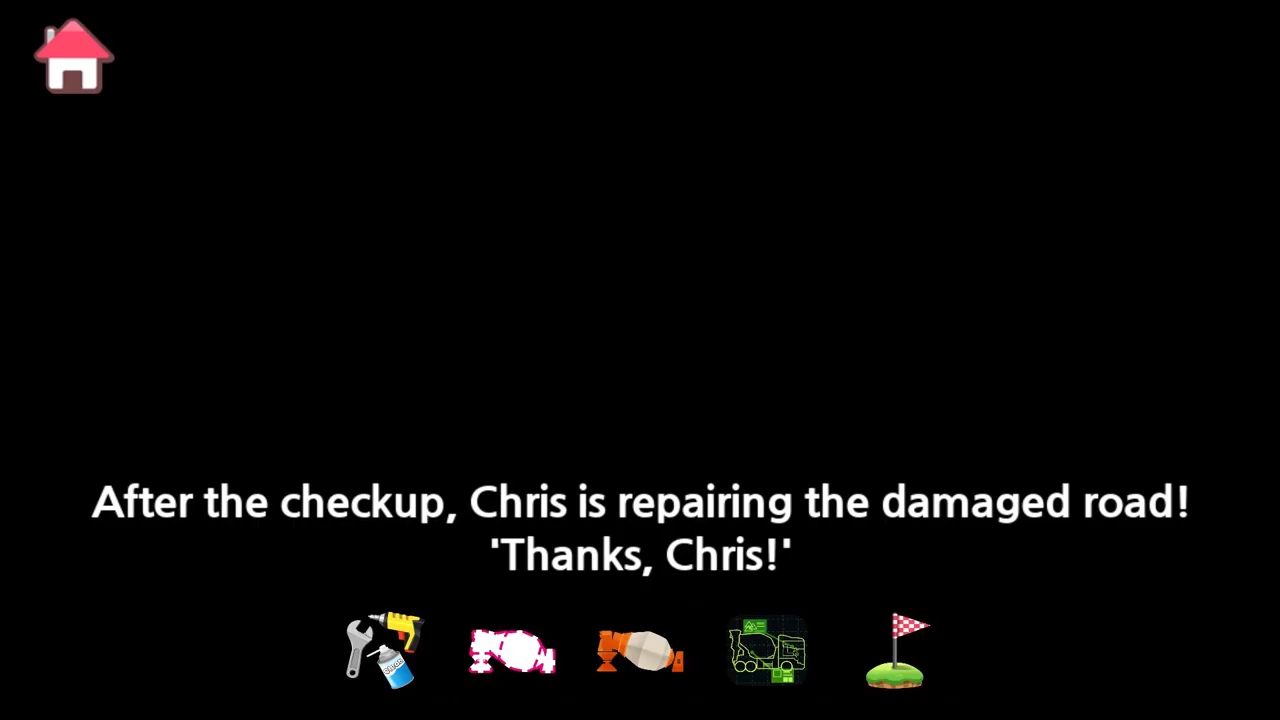 After the checkup, Chris is repairing the damaged road!
'Thanks, Chris!'